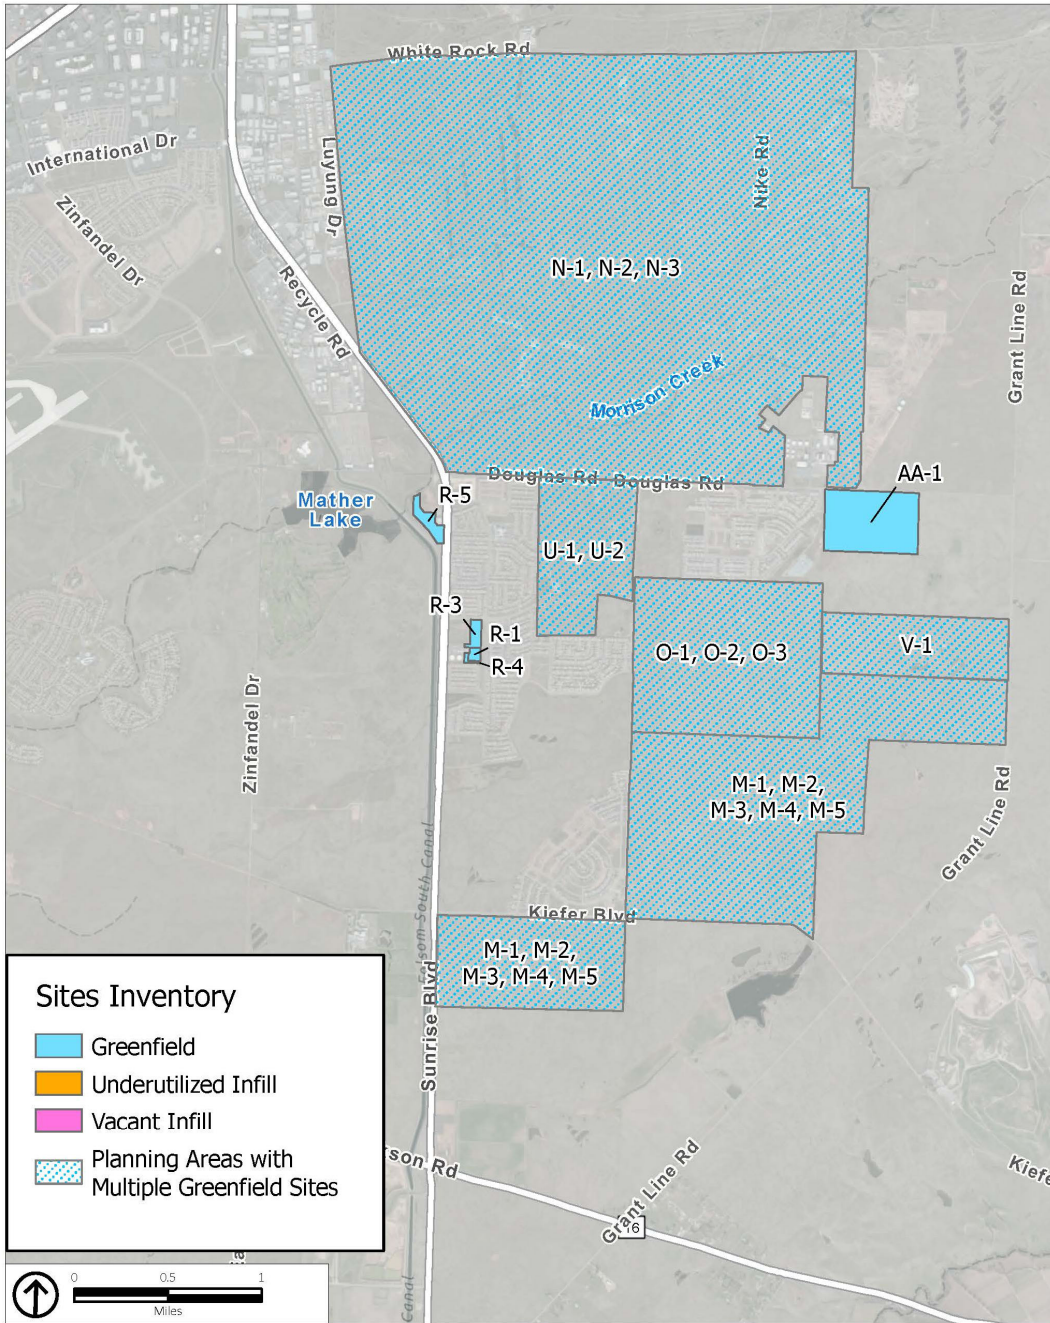 White Rock Rd
International Dr
Luyung Dr
Nike Rd
Zinfandel Dr
N-1, N-2, N-3
Recycle Rd
Grant Line Rd
Morrison Creek
Douglas Rd
Douglas Rd
AA-1
R-5
Mather
Lake
U-1, U-2
R-3
R-1
R-4
O-1, O-2, O-3
V-1
Zinfandel Dr
M-1, M-2,
M-3, M-4, M-5
Grant Line Rd
Folsom South Canal
Kiefer Blvd
M-1, M-2,
M-3, M-4, M-5
Sunrise Blvd
Sites Inventory
Greenfield
Underutilized Infill
Vacant Infill
Planning Areas with
Multiple Greenfield Sites
rson Rd
Grant Line Rd
16
Kiefe
Canal
0 0.5 1
Miles